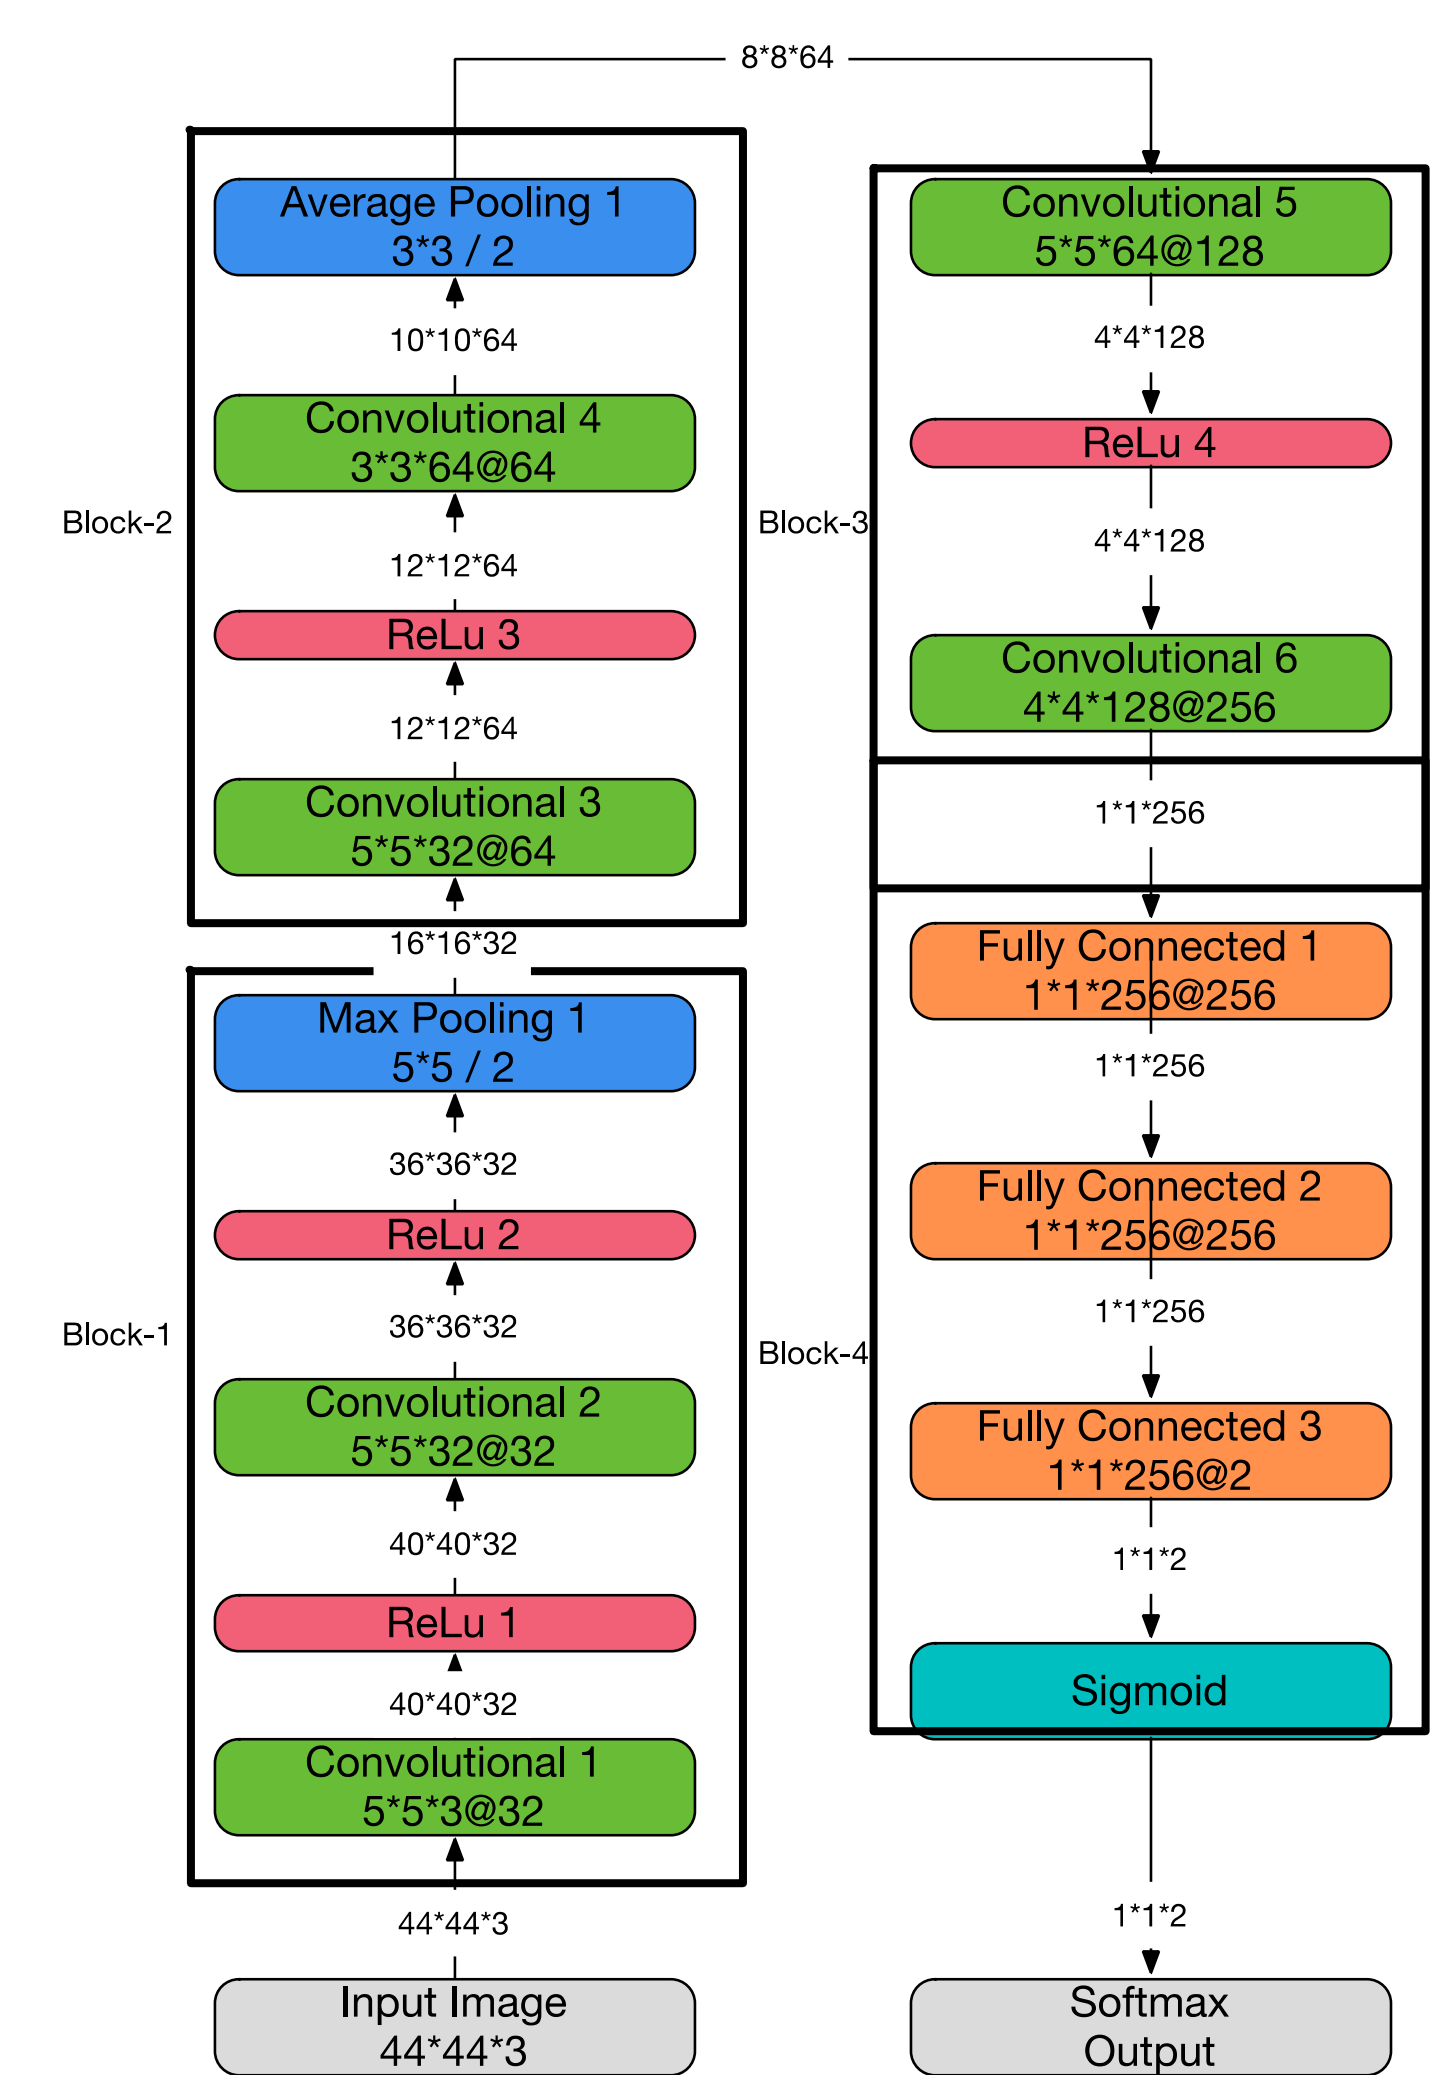 8*8*64
Block-2
Average Pooling 1
3*3 / 2
10*10*64
Convolutional 4
3*3*64@64
12*12*64
ReLu 3
12*12*64
Convolutional 3
5*5*32@64
16*16*32
Block-1
Max Pooling 1
5*5 / 2
36*36*32
ReLu 2
36*36*32
Convolutional 2
5*5*32@32
40*40*32
ReLu 1
40*40*32
Convolutional 1
5*5*3@32
44*44*3
Input Image
44*44*3
Block-3
Convolutional 5
5*5*64@128
4*4*128
ReLu 4
4*4*128
Convolutional 6
4*4*128@256
1*1*256
Block-4
Fully Connected 1
1*1*256@256
1*1*256
Fully Connected 2
1*1*256@256
1*1*256
Fully Connected 3
1*1*256@2
1*1*2
Sigmoid
1*1*2
Softmax
Output